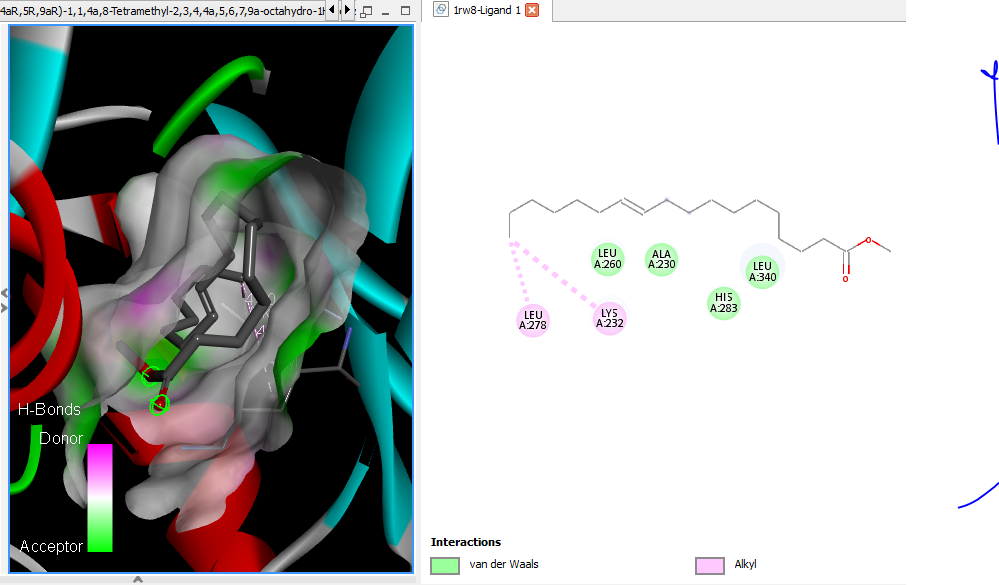 4aR,5R,9aR)-1,1,4a,8-Tetramethyl-2,3,4,4a,5,6,7,9a-octahydro-1H
1rw8-Ligand 1
H-Bonds
Donor
Acceptor
O
O
LEU
A:260
ALA
A:230
LEU
A:340
HIS
A:283
LEU
A:278
LYS
A:232
Interactions
van der Waals
Alkyl